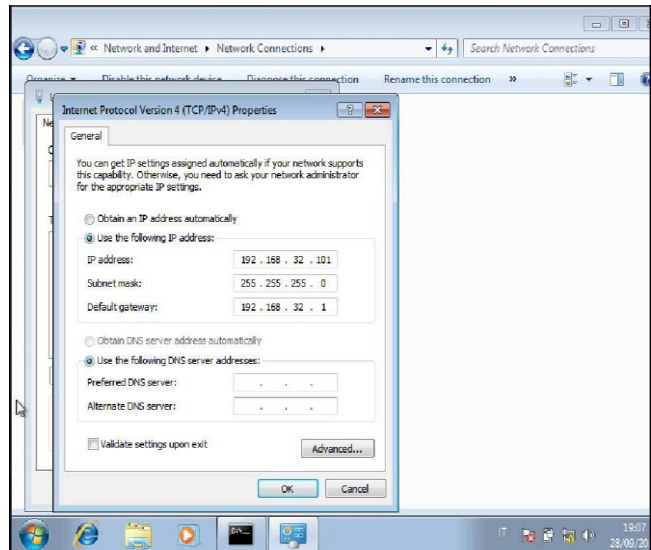 « Network and Internet ▸ Network Connections ▸
Search Network Connections
Organize Disable this network device Diagnose this connection Rename this connection »
Internet Protocol Version 4 (TCP/IPv4) Properties
General
You can get IP settings assigned automatically if your network supports
this capability. Otherwise, you need to ask your network administrator
for the appropriate IP settings.
Obtain an IP address automatically
Use the following IP address:
IP address: 192 . 168 . 32 . 101
Subnet mask: 255 . 255 . 255 . 0
Default gateway: 192 . 168 . 32 . 1
Obtain DNS server address automatically
Use the following DNS server addresses:
Preferred DNS server: . . .
Alternate DNS server: . . .
Validate settings upon exit
Advanced...
OK Cancel
IT
19:07
28/09/20